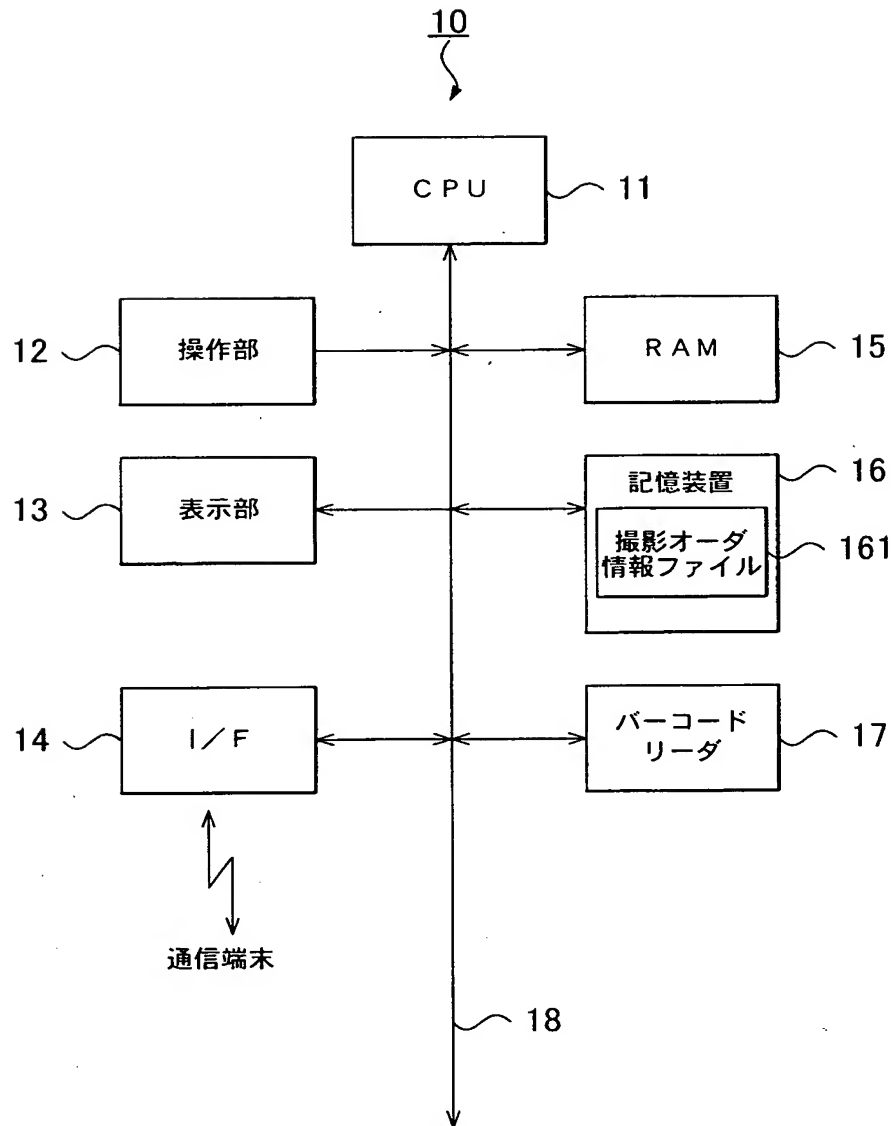 10
CPU
11
12
操作部
RAM
15
13
表示部
記憶装置
16
撮影オーダ
情報ファイル
161
14
I/F
バーコード
リーダ
17
通信端末
18